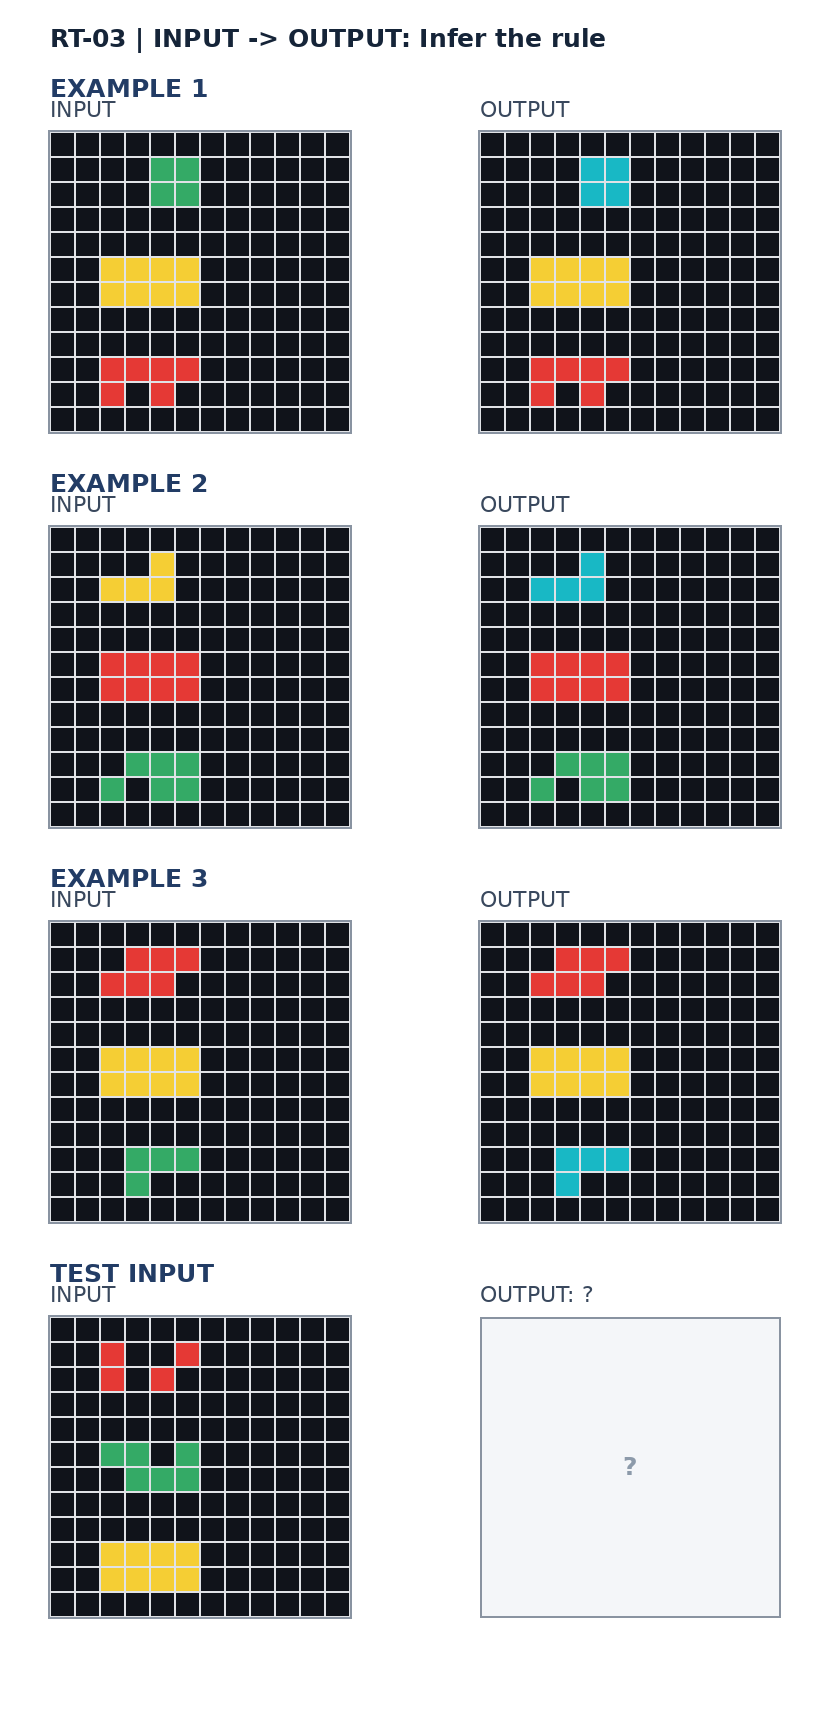 RT-03 | INPUT -> OUTPUT: Infer the rule
EXAMPLE 1
INPUT
OUTPUT
EXAMPLE 2
INPUT
OUTPUT
EXAMPLE 3
INPUT
OUTPUT
TEST INPUT
INPUT
OUTPUT: ?
?